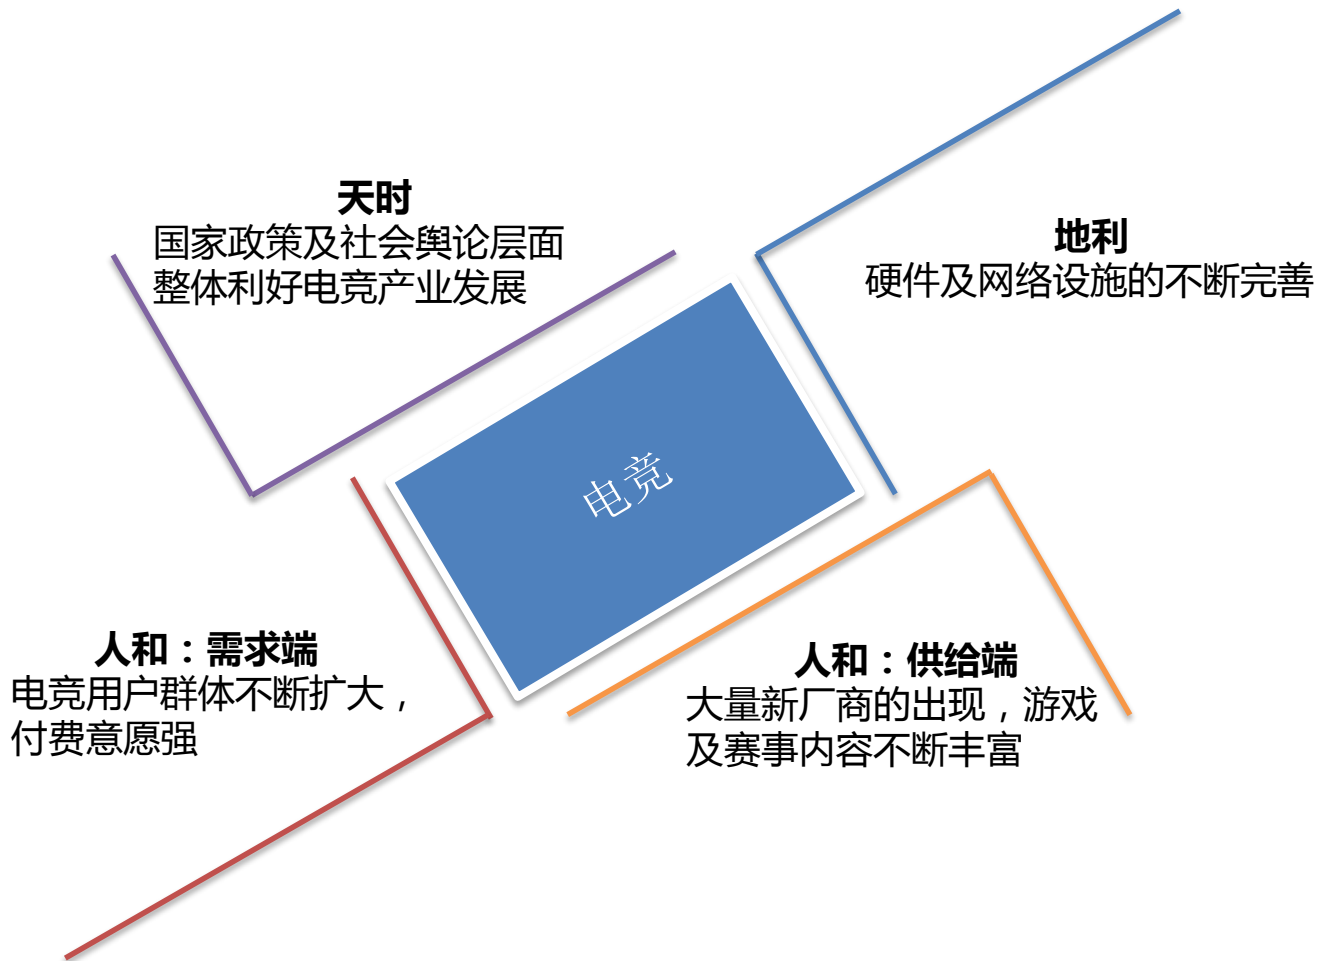 天时
国家政策及社会舆论层面
整体利好电竞产业发展
地利
硬件及网络设施的不断完善
电竞
人和：需求端
电竞用户群体不断扩大，
付费意愿强
人和：供给端
大量新厂商的出现，游戏
及赛事内容不断丰富